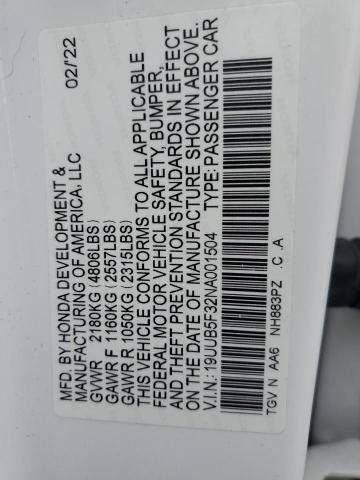 MFD. BY HONDA DEVELOPMENT &
MANUFACTURING OF AMERICA, LLC 02/'22
GVWR 2180KG (4806LBS)
GAWR F 1160KG (2557LBS)
GAWR R 1050KG (2315LBS)
THIS VEHICLE CONFORMS TO ALL APPLICABLE
FEDERAL MOTOR VEHICLE SAFETY, BUMPER,
AND THEFT PREVENTION STANDARDS IN EFFECT
ON THE DATE OF MANUFACTURE SHOWN ABOVE.
V.I.N.: 19UUB5F32NA001504 TYPE: PASSENGER CAR
TGV N AA6 NH883PZ .C .A